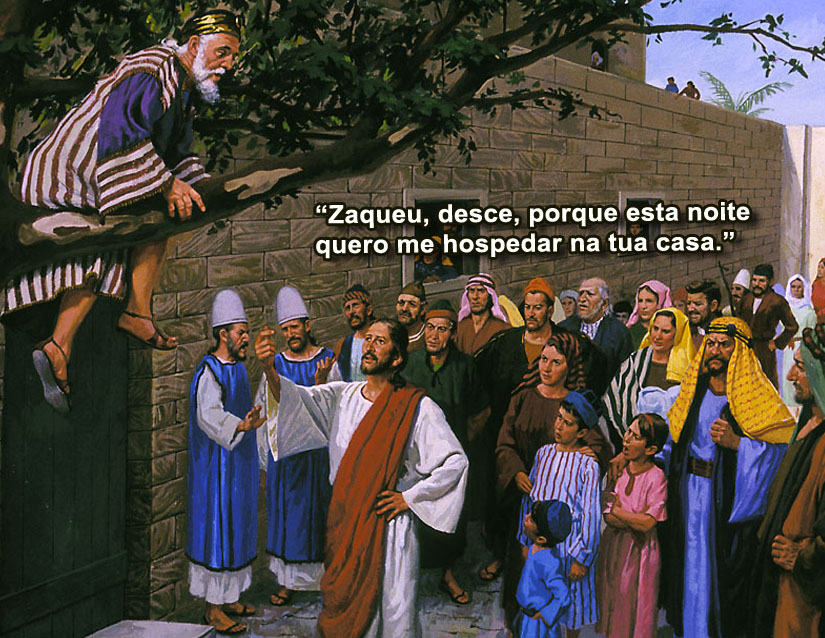 “Zaqueu, desce, porque esta noite
quero me hospedar na tua casa.”